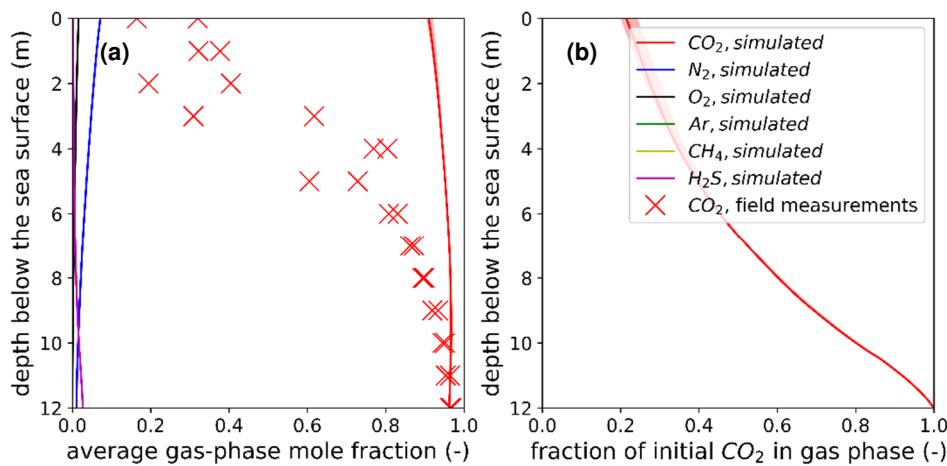 (a)
0
2
4
6
8
10
12
depth below the sea surface (m)
0.0 0.2 0.4 0.6 0.8 1.0
average gas-phase mole fraction (-)
(b)
CO₂, simulated
N₂, simulated
O₂, simulated
Ar, simulated
CH₄, simulated
H₂S, simulated
CO₂, field measurements
0
2
4
6
8
10
12
depth below the sea surface (m)
0.0 0.2 0.4 0.6 0.8 1.0
fraction of initial CO₂ in gas phase (-)